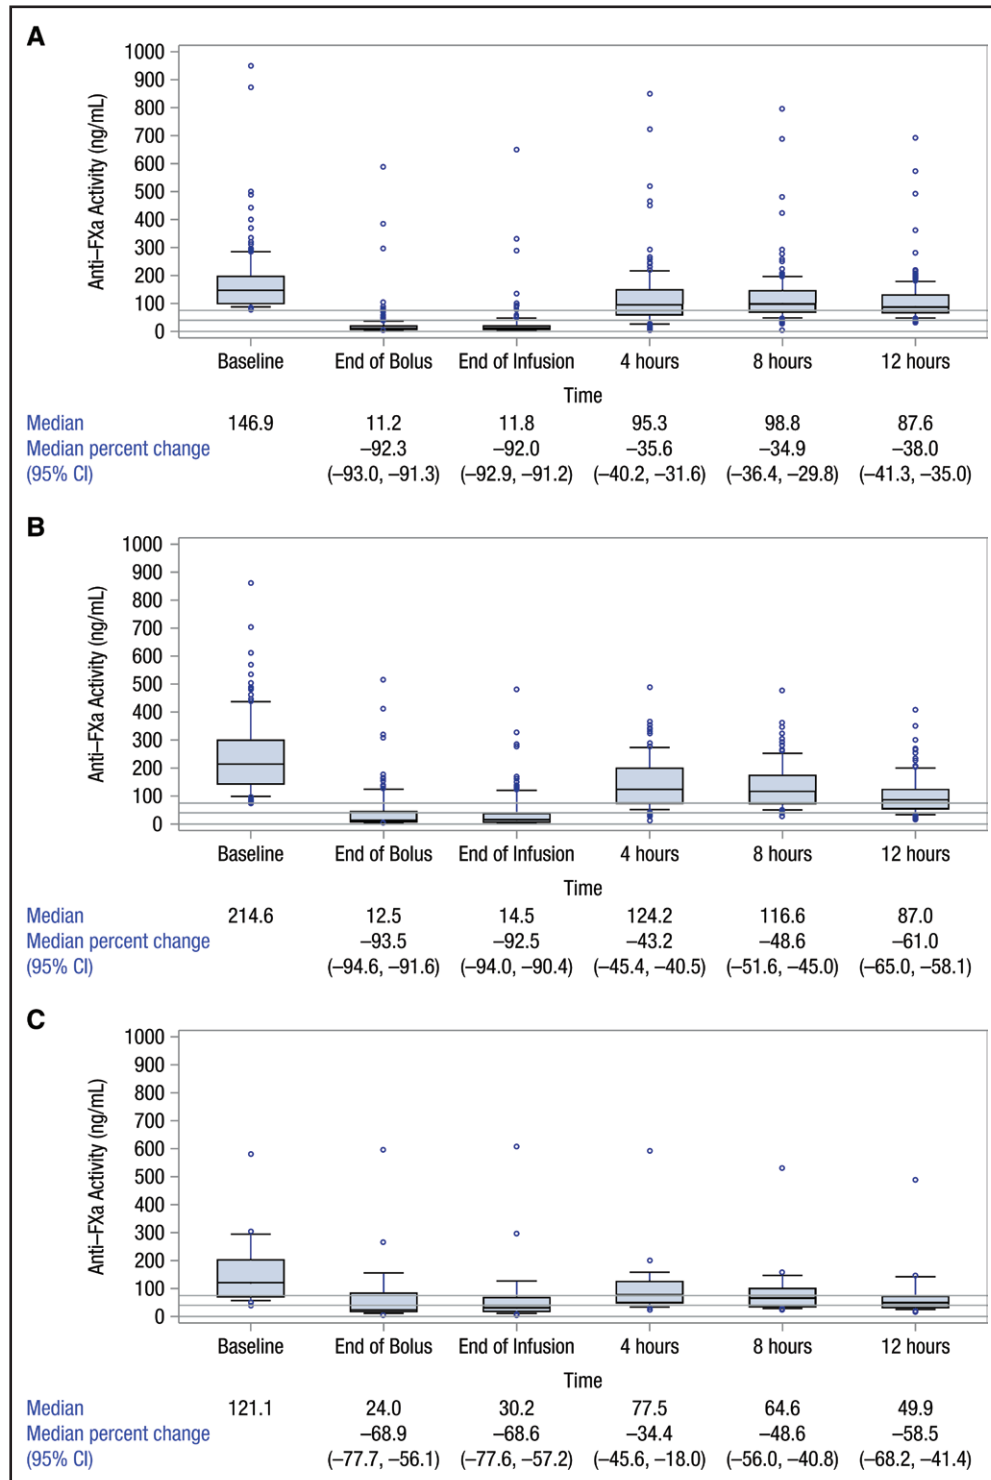 A
Anti–FXa Activity (ng/mL)
1000
900
800
700
600
500
400
300
200
100
0
Baseline End of Bolus End of Infusion 4 hours 8 hours 12 hours
Time
Median 146.9 11.2 11.8 95.3 98.8 87.6
Median percent change –92.3 –92.0 –35.6 –34.9 –38.0
(95% CI) (–93.0, –91.3) (–92.9, –91.2) (–40.2, –31.6) (–36.4, –29.8) (–41.3, –35.0)
B
Anti–FXa Activity (ng/mL)
1000
900
800
700
600
500
400
300
200
100
0
Baseline End of Bolus End of Infusion 4 hours 8 hours 12 hours
Time
Median 214.6 12.5 14.5 124.2 116.6 87.0
Median percent change –93.5 –92.5 –43.2 –48.6 –61.0
(95% CI) (–94.6, –91.6) (–94.0, –90.4) (–45.4, –40.5) (–51.6, –45.0) (–65.0, –58.1)
C
Anti–FXa Activity (ng/mL)
1000
900
800
700
600
500
400
300
200
100
0
Baseline End of Bolus End of Infusion 4 hours 8 hours 12 hours
Time
Median 121.1 24.0 30.2 77.5 64.6 49.9
Median percent change –68.9 –68.6 –34.4 –48.6 –58.5
(95% CI) (–77.7, –56.1) (–77.6, –57.2) (–45.6, –18.0) (–56.0, –40.8) (–68.2, –41.4)